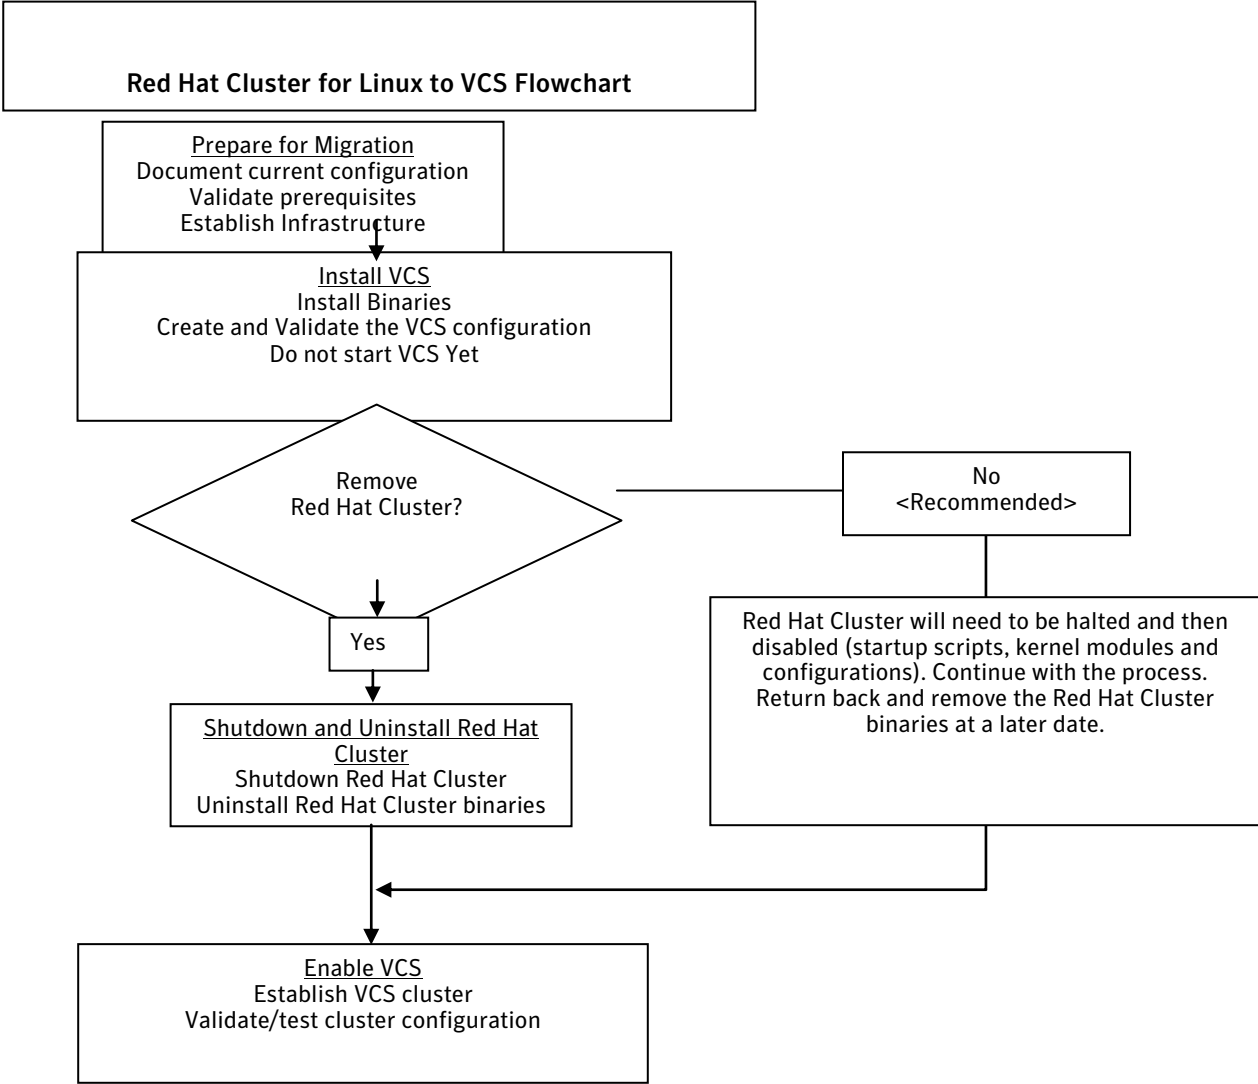 Red Hat Cluster for Linux to VCS Flowchart
Prepare for Migration
Document current configuration
Validate prerequisites
Establish Infrastructure
Install VCS
Install Binaries
Create and Validate the VCS configuration
Do not start VCS Yet
Remove
Red Hat Cluster?
No
<Recommended>
Yes
Red Hat Cluster will need to be halted and then
disabled (startup scripts, kernel modules and
configurations). Continue with the process.
Return back and remove the Red Hat Cluster
binaries at a later date.
Shutdown and Uninstall Red Hat
Cluster
Shutdown Red Hat Cluster
Uninstall Red Hat Cluster binaries
Enable VCS
Establish VCS cluster
Validate/test cluster configuration